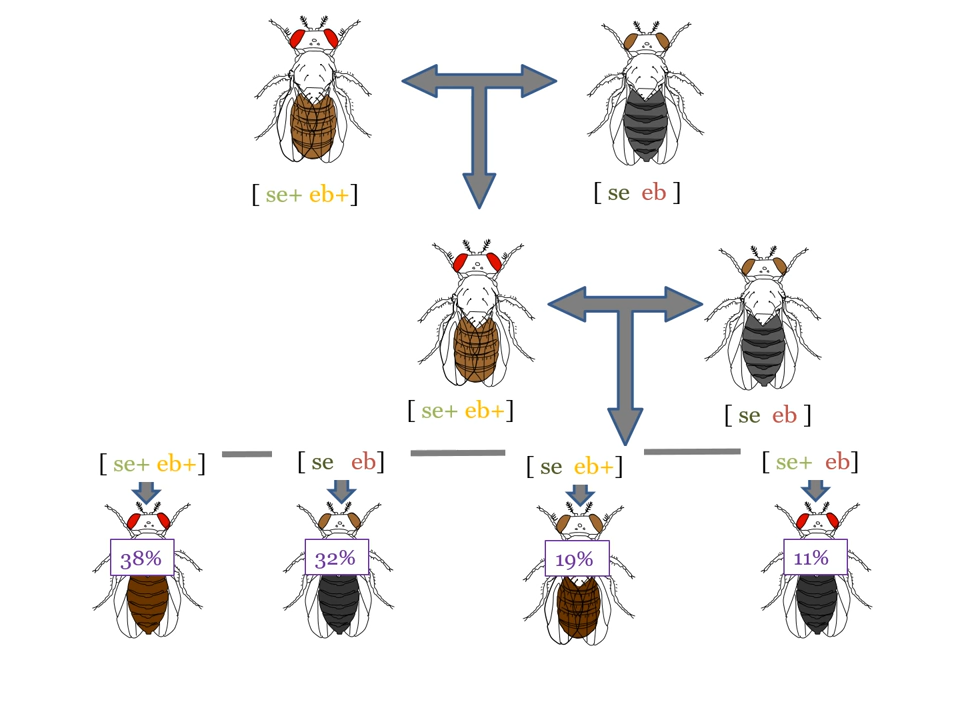 [ se+ eb+]
[ se eb ]
[ se+ eb+]
[ se eb ]
[ se+ eb+]
[ se eb]
[ se eb+]
[ se+ eb]
38%
32%
19%
11%